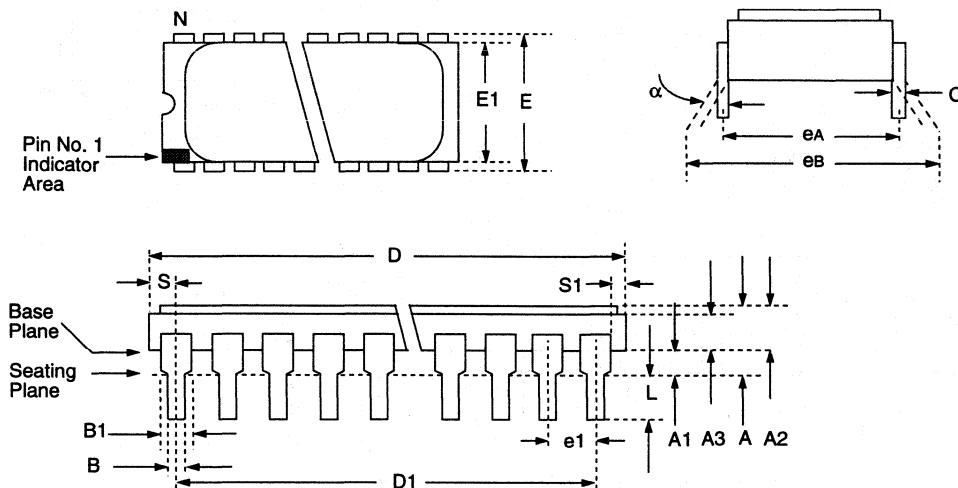 N
E1
E
Pin No. 1
Indicator
Area
α
C
eA
eB
D
S
S1
Base
Plane
Seating
Plane
L
B1
e1
A1
A3
A
A2
B
D1